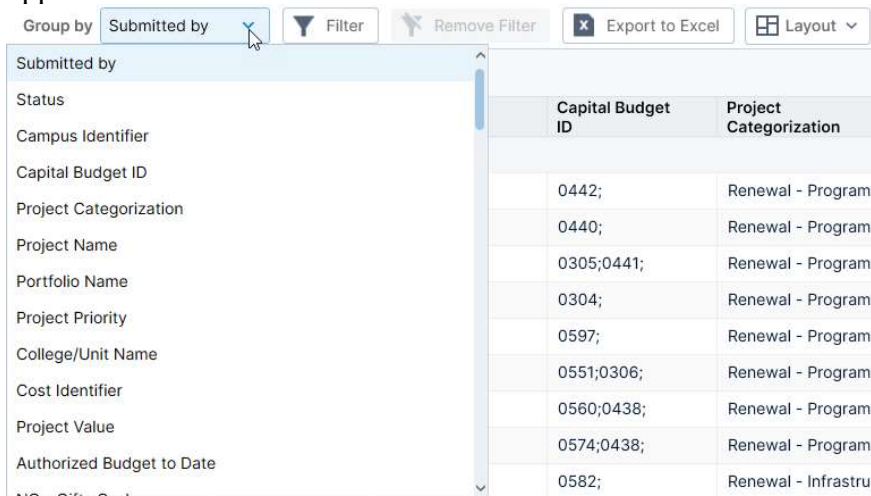 Group by Submitted by Filter Remove Filter Export to Excel Layout
Submitted by
Status
Campus Identifier
Capital Budget ID
Project Categorization
Project Name
Portfolio Name
Project Priority
College/Unit Name
Cost Identifier
Project Value
Authorized Budget to Date
Capital Budget
ID
Project
Categorization
0442; Renewal - Program
0440; Renewal - Program
0305;0441; Renewal - Program
0304; Renewal - Program
0597; Renewal - Program
0551;0306; Renewal - Program
0560;0438; Renewal - Program
0574;0438; Renewal - Program
0582; Renewal - Infrastru